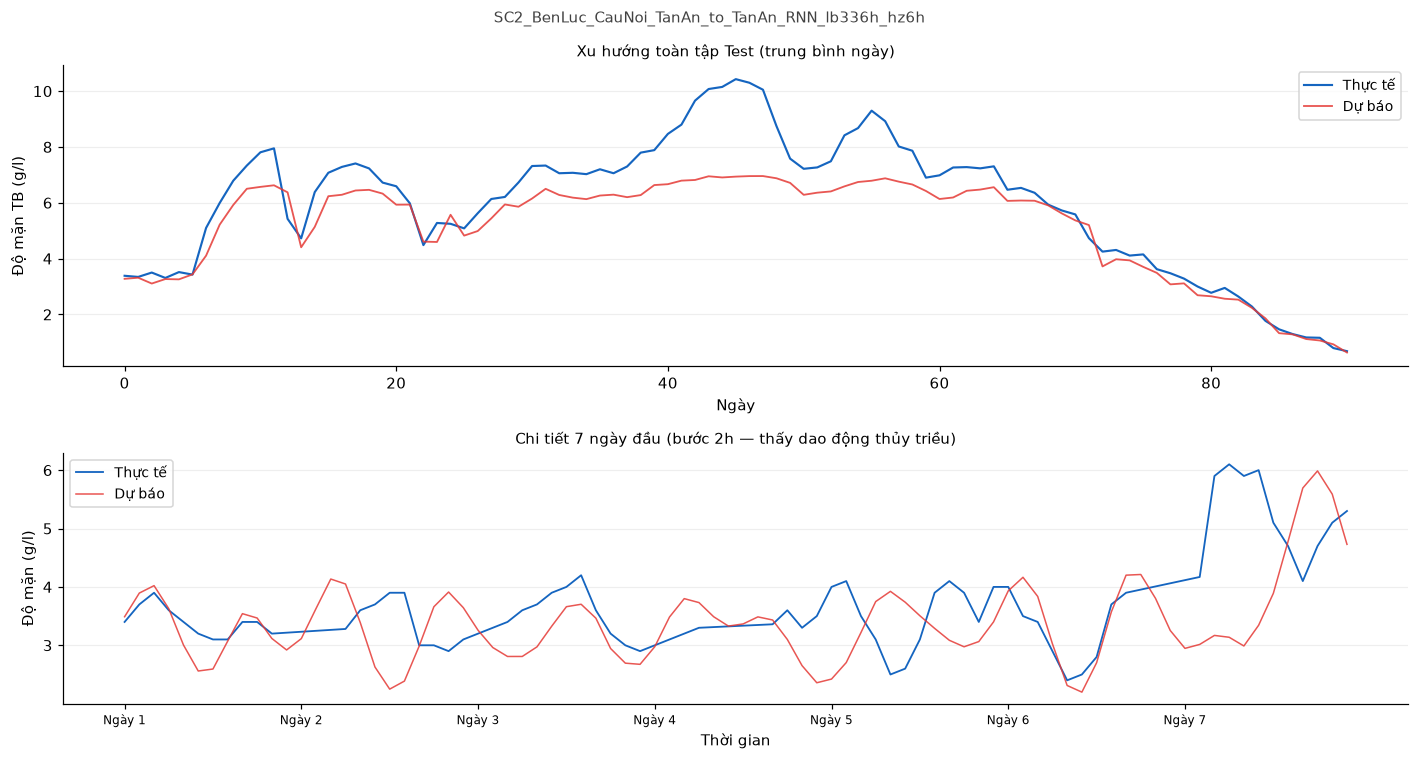 SC2_BenLuc_CauNoi_TanAn_to_TanAn_RNN_lb336h_hz6h
Xu hướng toàn tập Test (trung bình ngày)
Độ mặn TB (g/l)
10
8
6
4
2
Thực tế
Dự báo
0 20 40 60 80
Ngày
Chi tiết 7 ngày đầu (bước 2h — thấy dao động thủy triều)
Độ mặn (g/l)
6
5
4
3
Thực tế
Dự báo
Ngày 1 Ngày 2 Ngày 3 Ngày 4 Ngày 5 Ngày 6 Ngày 7
Thời gian